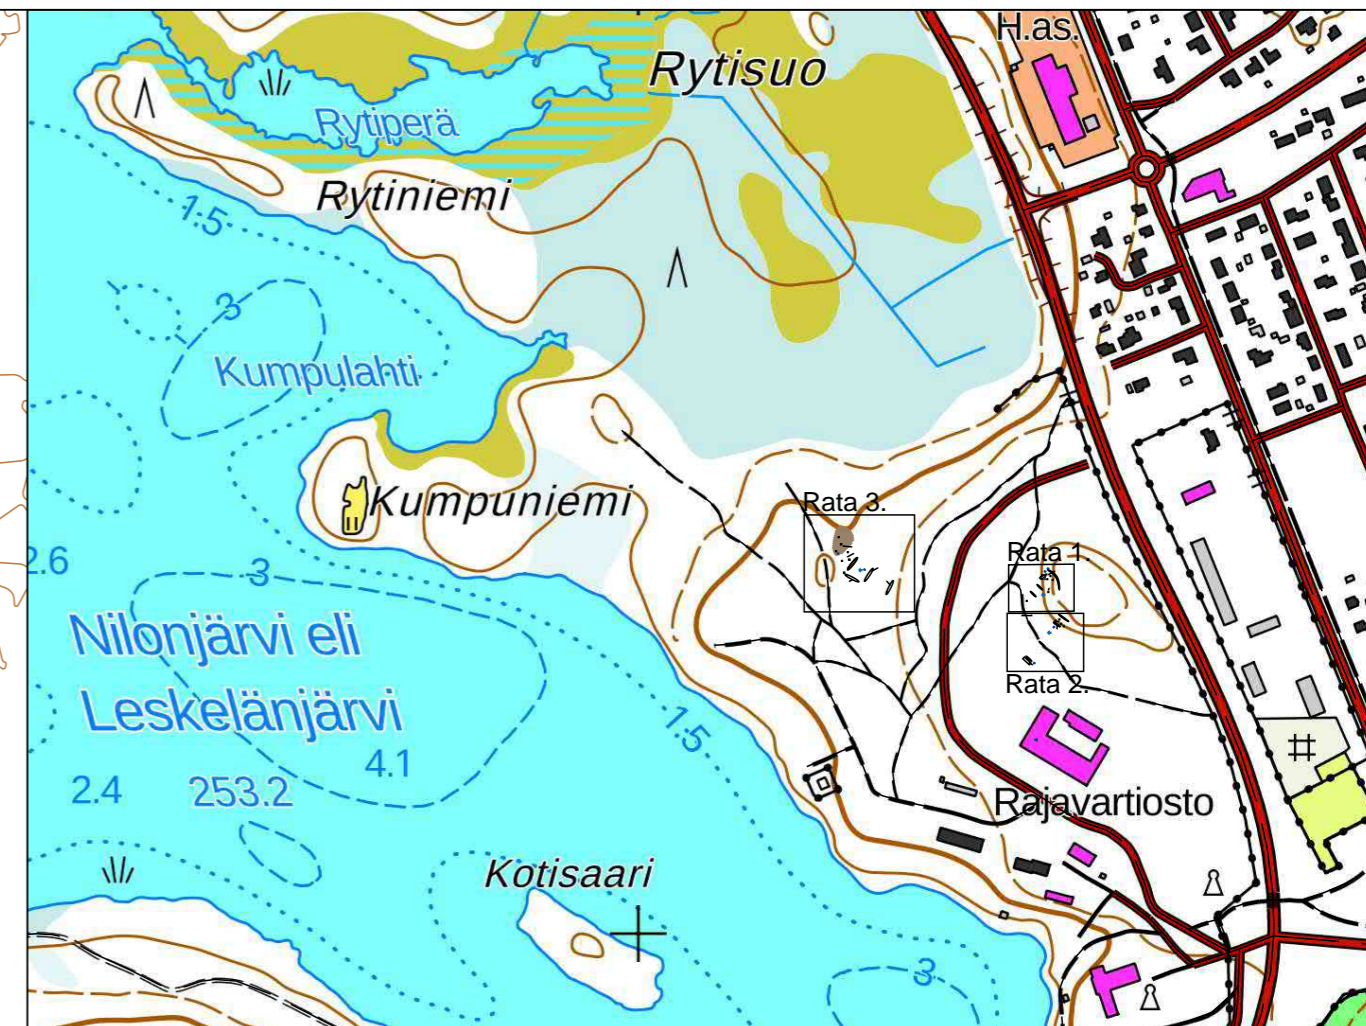 H.as.
Rytisuo
Rytiperä
Rytiniemi
1.5
3
Kumpulahti
Kumpuniemi
Rata 3.
Rata 1.
2.6
3
Nilonjärvi eli
Leskelänjärvi
Rata 2.
1.5
4.1
2.4
253.2
Rajavartiosto
Kotisaari
3